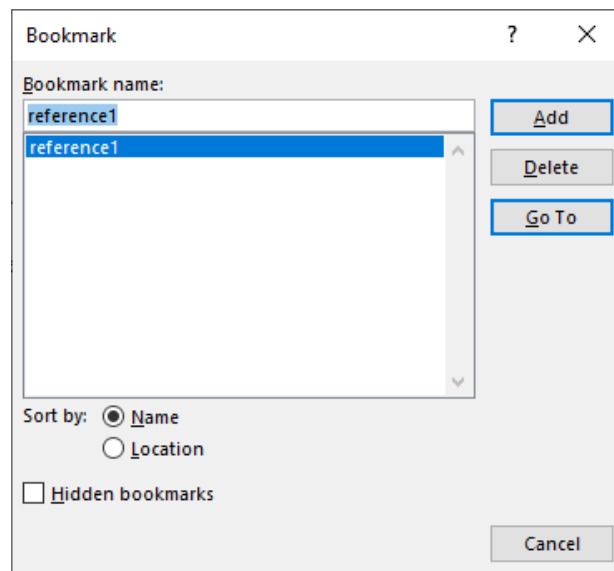 Bookmark ?
Bookmark name:
reference1
Add
reference1
Delete
Go To
Sort by: Name
Location
Hidden bookmarks
Cancel